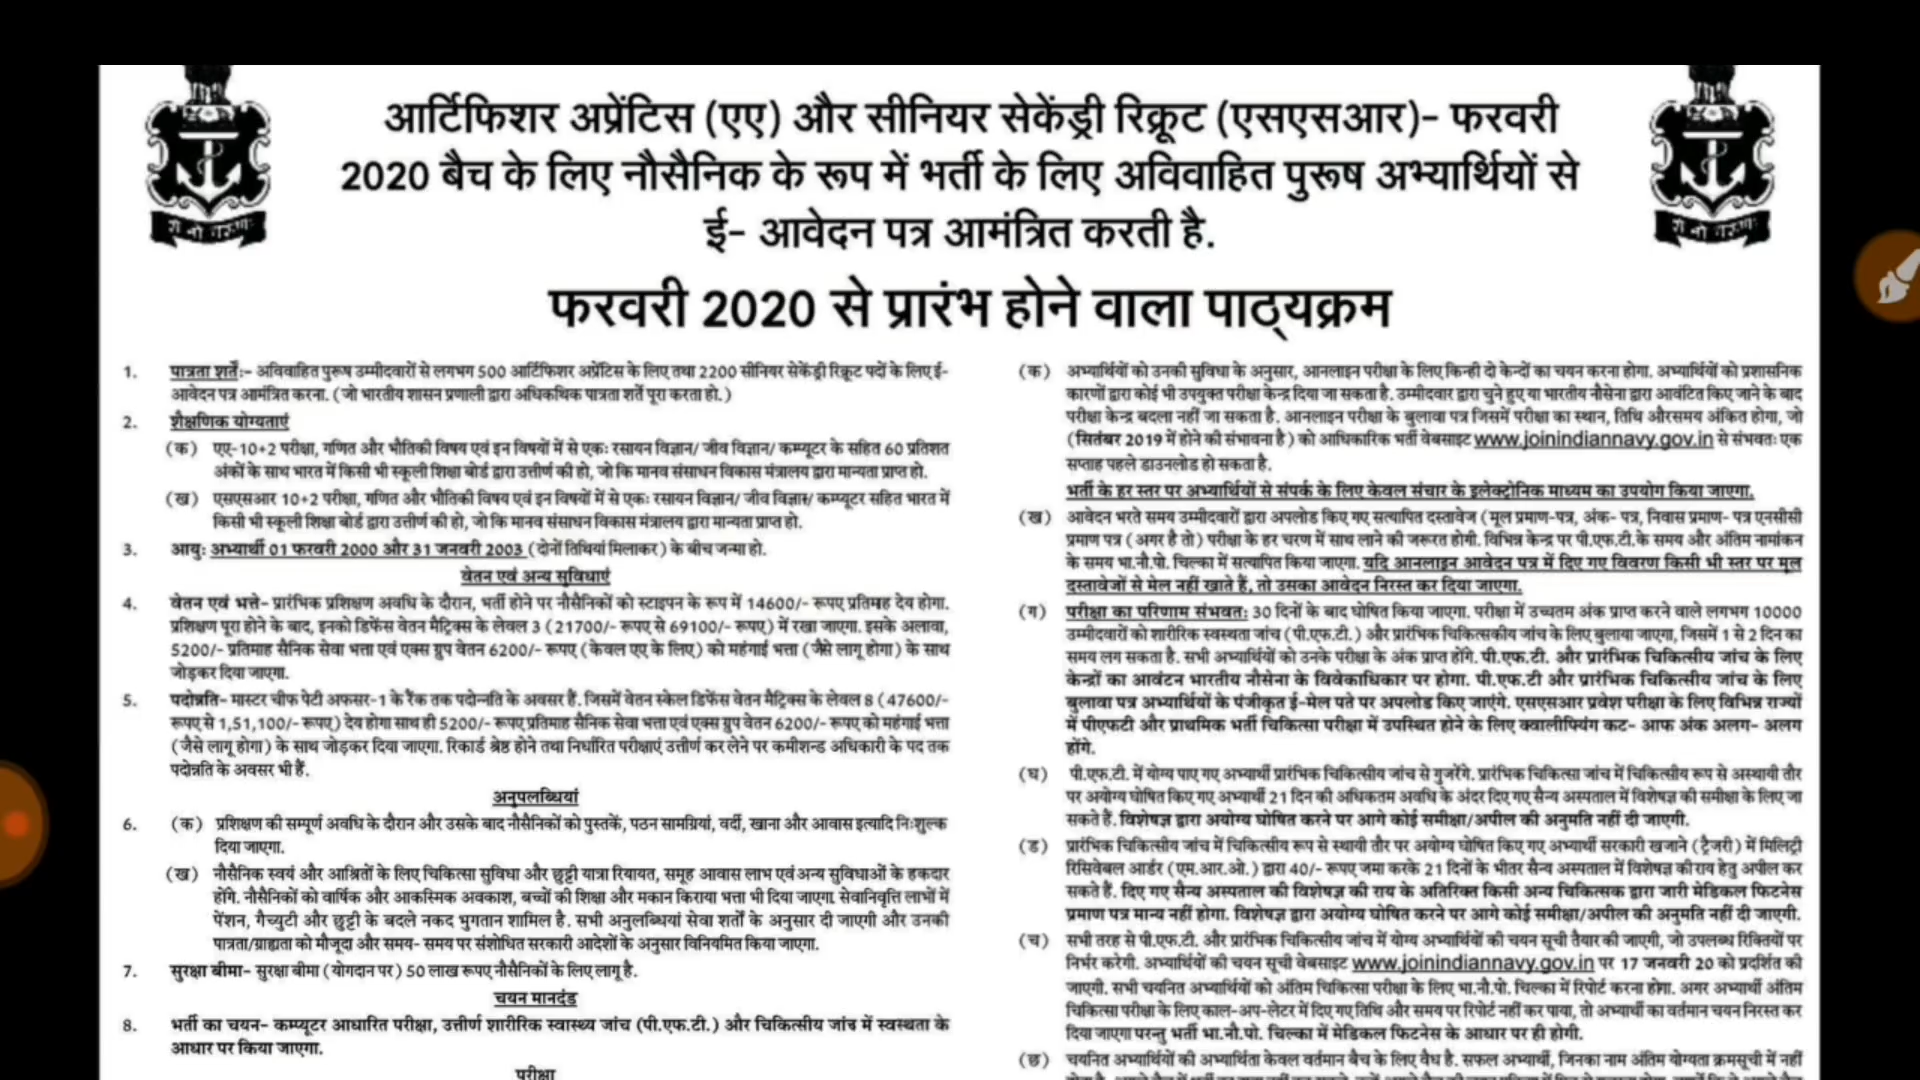 आर्टिफिशर अप्रेंटिस (एए) और सीनियर सेकेंड्री रिक्रूट (एसएसआर)- फरवरी
2020 बैच के लिए नौसैनिक के रूप में भर्ती के लिए अविवाहित पुरूष अभ्यार्थियों से
ई- आवेदन पत्र आमंत्रित करती है.
फरवरी 2020 से प्रारंभ होने वाला पाठ्यक्रम
1. पात्रता शर्तें:- अविवाहित पुरूष उम्मीदवारों से लगभग 500 आर्टिफिशर अप्रेंटिस के लिए तथा 2200 सीनियर सेकेंड्री रिक्रूट पदों के लिए ई-
आवेदन पत्र आमंत्रित करना. (जो भारतीय शासन प्रणाली द्वारा अधिकथिक पात्रता शर्तें पूरा करता हो.)
2. शैक्षणिक योग्यताएं
(क) एए-10+2 परीक्षा, गणित और भौतिकी विषय एवं इन विषयों में से एकः रसायन विज्ञान/ जीव विज्ञान/ कम्प्यूटर के सहित 60 प्रतिशत
अंकों के साथ भारत में किसी भी स्कूली शिक्षा बोर्ड द्वारा उत्तीर्ण की हो, जो कि मानव संसाधन विकास मंत्रालय द्वारा मान्यता प्राप्त हो.
(ख) एसएसआर 10+2 परीक्षा, गणित और भौतिकी विषय एवं इन विषयों में से एकः रसायन विज्ञान/ जीव विज्ञान/ कम्प्यूटर सहित भारत में
किसी भी स्कूली शिक्षा बोर्ड द्वारा उत्तीर्ण की हो, जो कि मानव संसाधन विकास मंत्रालय द्वारा मान्यता प्राप्त हो.
3. आयुः अभ्यार्थी 01 फरवरी 2000 और 31 जनवरी 2003 (दोनों तिथियां मिलाकर) के बीच जन्मा हो.
वेतन एवं अन्य सुविधाएं
4. वेतन एवं भत्ते- प्रारंभिक प्रशिक्षण अवधि के दौरान, भर्ती होने पर नौसैनिकों को स्टाइपन के रूप में 14600/- रूपए प्रतिमाह देय होगा.
प्रशिक्षण पूरा होने के बाद, इनको डिफेंस वेतन मैट्रिक्स के लेवल 3 (21700/- रूपए से 69100/- रूपए) में रखा जाएगा. इसके अलावा,
5200/- प्रतिमाह सैनिक सेवा भत्ता एवं एक्स ग्रुप वेतन 6200/- रूपए (केवल एए के लिए) को महंगाई भत्ता (जैसे लागू होगा) के साथ
जोड़कर दिया जाएगा.
5. पदोन्नति- मास्टर चीफ पेटी अफसर-1 के रैंक तक पदोन्नति के अवसर हैं. जिसमें वेतन स्केल डिफेंस वेतन मैट्रिक्स के लेवल 8 (47600/-
रूपए से 1,51,100/- रूपए) देय होगा साथ ही 5200/- रूपए प्रतिमाह सैनिक सेवा भत्ता एवं एक्स ग्रुप वेतन 6200/- रूपए को महंगाई भत्ता
(जैसे लागू होगा) के साथ जोड़कर दिया जाएगा. रिकार्ड श्रेष्ठ होने तथा निर्धारित परीक्षाएं उत्तीर्ण कर लेने पर कमीशन्ड अधिकारी के पद तक
पदोन्नति के अवसर भी हैं.
अनुपलब्धियां
6. (क) प्रशिक्षण की सम्पूर्ण अवधि के दौरान और उसके बाद नौसैनिकों को पुस्तकें, पठन सामग्रियां, वर्दी, खाना और आवास इत्यादि निःशुल्क
दिया जाएगा.
(ख) नौसैनिक स्वयं और आश्रितों के लिए चिकित्सा सुविधा और छुट्टी यात्रा रियायत, समूह आवास लाभ एवं अन्य सुविधाओं के हकदार
होंगे. नौसैनिकों को वार्षिक और आकस्मिक अवकाश, बच्चों की शिक्षा और मकान किराया भत्ता भी दिया जाएगा. सेवानिवृत्ति लाभों में
पेंशन, गैच्युटी और छुट्टी के बदले नकद भुगतान शामिल है. सभी अनुलब्धियां सेवा शर्तों के अनुसार दी जाएगी और उनकी
पात्रता/ग्राह्यता को मौजूदा और समय- समय पर संशोधित सरकारी आदेशों के अनुसार विनियमित किया जाएगा.
7. सुरक्षा बीमा- सुरक्षा बीमा (योगदान पर) 50 लाख रूपए नौसैनिकों के लिए लागू है.
चयन मानदंड
8. भर्ती का चयन- कम्प्यूटर आधारित परीक्षा, उत्तीर्ण शारीरिक स्वास्थ्य जांच (पी.एफ.टी.) और चिकित्सीय जांच में स्वस्थता के
आधार पर किया जाएगा.
परीक्षा
(क) अभ्यार्थियों को उनकी सुविधा के अनुसार, आनलाइन परीक्षा के लिए किन्ही दो केन्दों का चयन करना होगा. अभ्यार्थियों को प्रशासनिक
कारणों द्वारा कोई भी उपयुक्त परीक्षा केन्द्र दिया जा सकता है. उम्मीदवार द्वारा चुने हुए या भारतीय नौसेना द्वारा आवंटित किए जाने के बाद
परीक्षा केन्द्र बदला नहीं जा सकता है. आनलाइन परीक्षा के बुलावा पत्र जिसमें परीक्षा का स्थान, तिथि औरसमय अंकित होगा, जो
(सितंबर 2019 में होने की संभावना है) को आधिकारिक भर्ती वेबसाइट www.joinindiannavy.gov.in से संभवतः एक
सप्ताह पहले डाउनलोड हो सकता है.
भर्ती के हर स्तर पर अभ्यार्थियों से संपर्क के लिए केवल संचार के इलेक्ट्रोनिक माध्यम का उपयोग किया जाएगा.
(ख) आवेदन भरते समय उम्मीदवारों द्वारा अपलोड किए गए सत्यापित दस्तावेज (मूल प्रमाण-पत्र, अंक- पत्र, निवास प्रमाण- पत्र एनसीसी
प्रमाण पत्र (अगर है तो) परीक्षा के हर चरण में साथ लाने की जरूरत होगी. विभिन्न केन्द्र पर पी.एफ.टी.के समय और अंतिम नामांकन
के समय भा.नौ.पो. चिल्का में सत्यापित किया जाएगा. यदि आनलाइन आवेदन पत्र में दिए गए विवरण किसी भी स्तर पर मूल
दस्तावेजों से मेल नहीं खाते हैं, तो उसका आवेदन निरस्त कर दिया जाएगा.
(ग) परीक्षा का परिणाम संभवतः 30 दिनों के बाद घोषित किया जाएगा. परीक्षा में उच्चतम अंक प्राप्त करने वाले लगभग 10000
उम्मीदवारों को शारीरिक स्वस्थता जांच (पी.एफ.टी.) और प्रारंभिक चिकित्सकीय जांच के लिए बुलाया जाएगा, जिसमें 1 से 2 दिन का
समय लग सकता है. सभी अभ्यार्थियों को उनके परीक्षा के अंक प्राप्त होंगे. पी.एफ.टी. और प्रारंभिक चिकित्सीय जांच के लिए
केन्द्रों का आवंटन भारतीय नौसेना के विवेकाधिकार पर होगा. पी.एफ.टी और प्रारंभिक चिकित्सीय जांच के लिए
बुलावा पत्र अभ्यार्थियों के पंजीकृत ई-मेल पते पर अपलोड किए जाएंगे. एसएसआर प्रवेश परीक्षा के लिए विभिन्न राज्यों
में पीएफटी और प्राथमिक भर्ती चिकित्सा परीक्षा में उपस्थित होने के लिए क्वालीफियंग कट- आफ अंक अलग- अलग
होंगे.
(घ) पी.एफ.टी. में योग्य पाए गए अभ्यार्थी प्रारंभिक चिकित्सीय जांच से गुजरेंगे. प्रारंभिक चिकित्सा जांच में चिकित्सीय रूप से अस्थायी तौर
पर अयोग्य घोषित किए गए अभ्यार्थी 21 दिन की अधिकतम अवधि के अंदर दिए गए सैन्य अस्पताल में विशेषज्ञ की समीक्षा के लिए जा
सकते हैं. विशेषज्ञ द्वारा अयोग्य घोषित करने पर आगे कोई समीक्षा/अपील की अनुमति नहीं दी जाएगी.
(ड) प्रारंभिक चिकित्सीय जांच में चिकित्सीय रूप से स्थायी तौर पर अयोग्य घोषित किए गए अभ्यार्थी सरकारी खजाने (ट्रैजरी) में मिलिट्री
रिसिवेबल आर्डर (एम.आर.ओ.) द्वारा 40/- रूपए जमा करके 21 दिनों के भीतर सैन्य अस्पताल में विशेषज्ञ की राय हेतु अपील कर
सकते हैं. दिए गए सैन्य अस्पताल की विशेषज्ञ की राय के अतिरिक्त किसी अन्य चिकित्सक द्वारा जारी मेडिकल फिटनेस
प्रमाण पत्र मान्य नहीं होगा. विशेषज्ञ द्वारा अयोग्य घोषित करने पर आगे कोई समीक्षा/अपील की अनुमति नहीं दी जाएगी.
(च) सभी तरह से पी.एफ.टी. और प्रारंभिक चिकित्सीय जांच में योग्य अभ्यार्थियों की चयन सूची तैयार की जाएगी, जो उपलब्ध रिक्तियों पर
निर्भर करेगी. अभ्यार्थियों की चयन सूची वेबसाइट www.joinindiannavy.gov.in पर 17 जनवरी 20 को प्रदर्शित की
जाएगी. सभी चयनित अभ्यार्थियों को अंतिम चिकित्सा परीक्षा के लिए भा.नौ.पो. चिल्का में रिपोर्ट करना होगा. अगर अभ्यार्थी अंतिम
चिकित्सा परीक्षा के लिए काल-अप-लेटर में दिए गए तिथि और समय पर रिपोर्ट नहीं कर पाया, तो अभ्यार्थी का वर्तमान चयन निरस्त कर
दिया जाएगा परन्तु भर्ती भा.नौ.पो. चिल्का में मेडिकल फिटनेस के आधार पर ही होगी.
(छ) चयनित अभ्यार्थियों की अभ्यार्थिता केवल वर्तमान बैच के लिए वैध है. सफल अभ्यार्थी, जिनका नाम अंतिम योग्यता क्रमसूची में नहीं